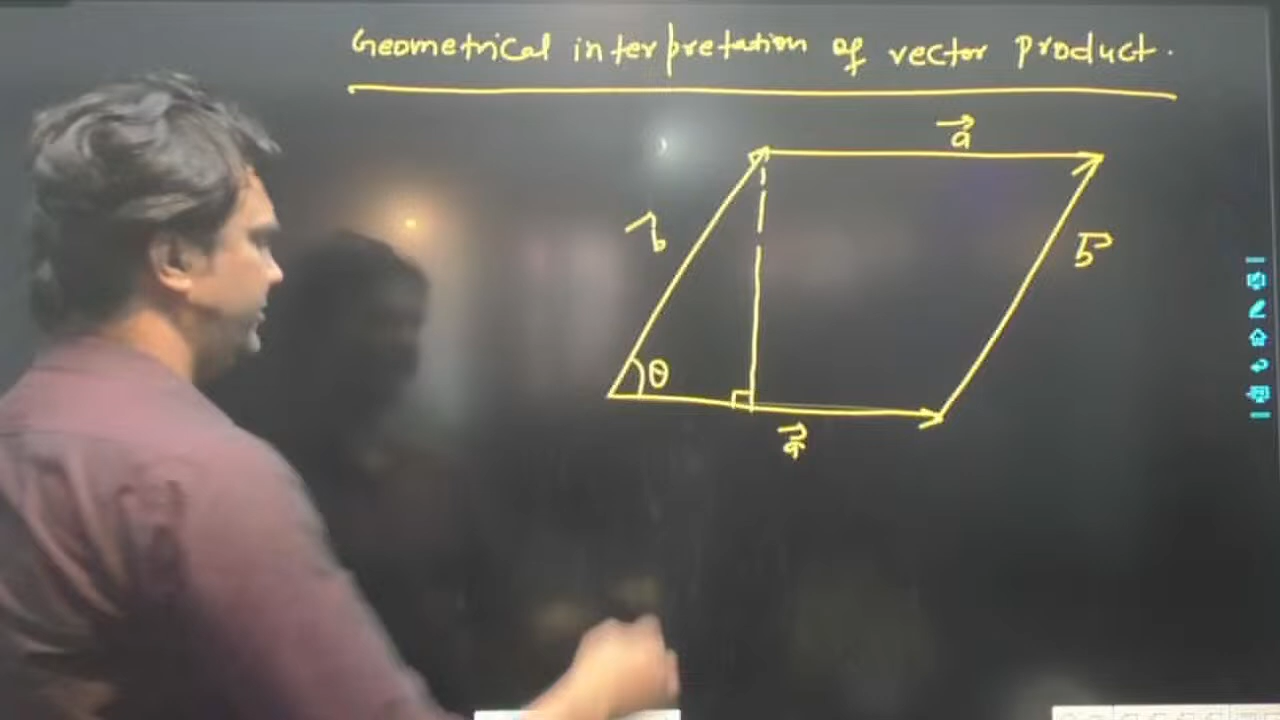 Geometrical interpretation of vector product.
a⃗
b⃗
b⃗
θ
a⃗